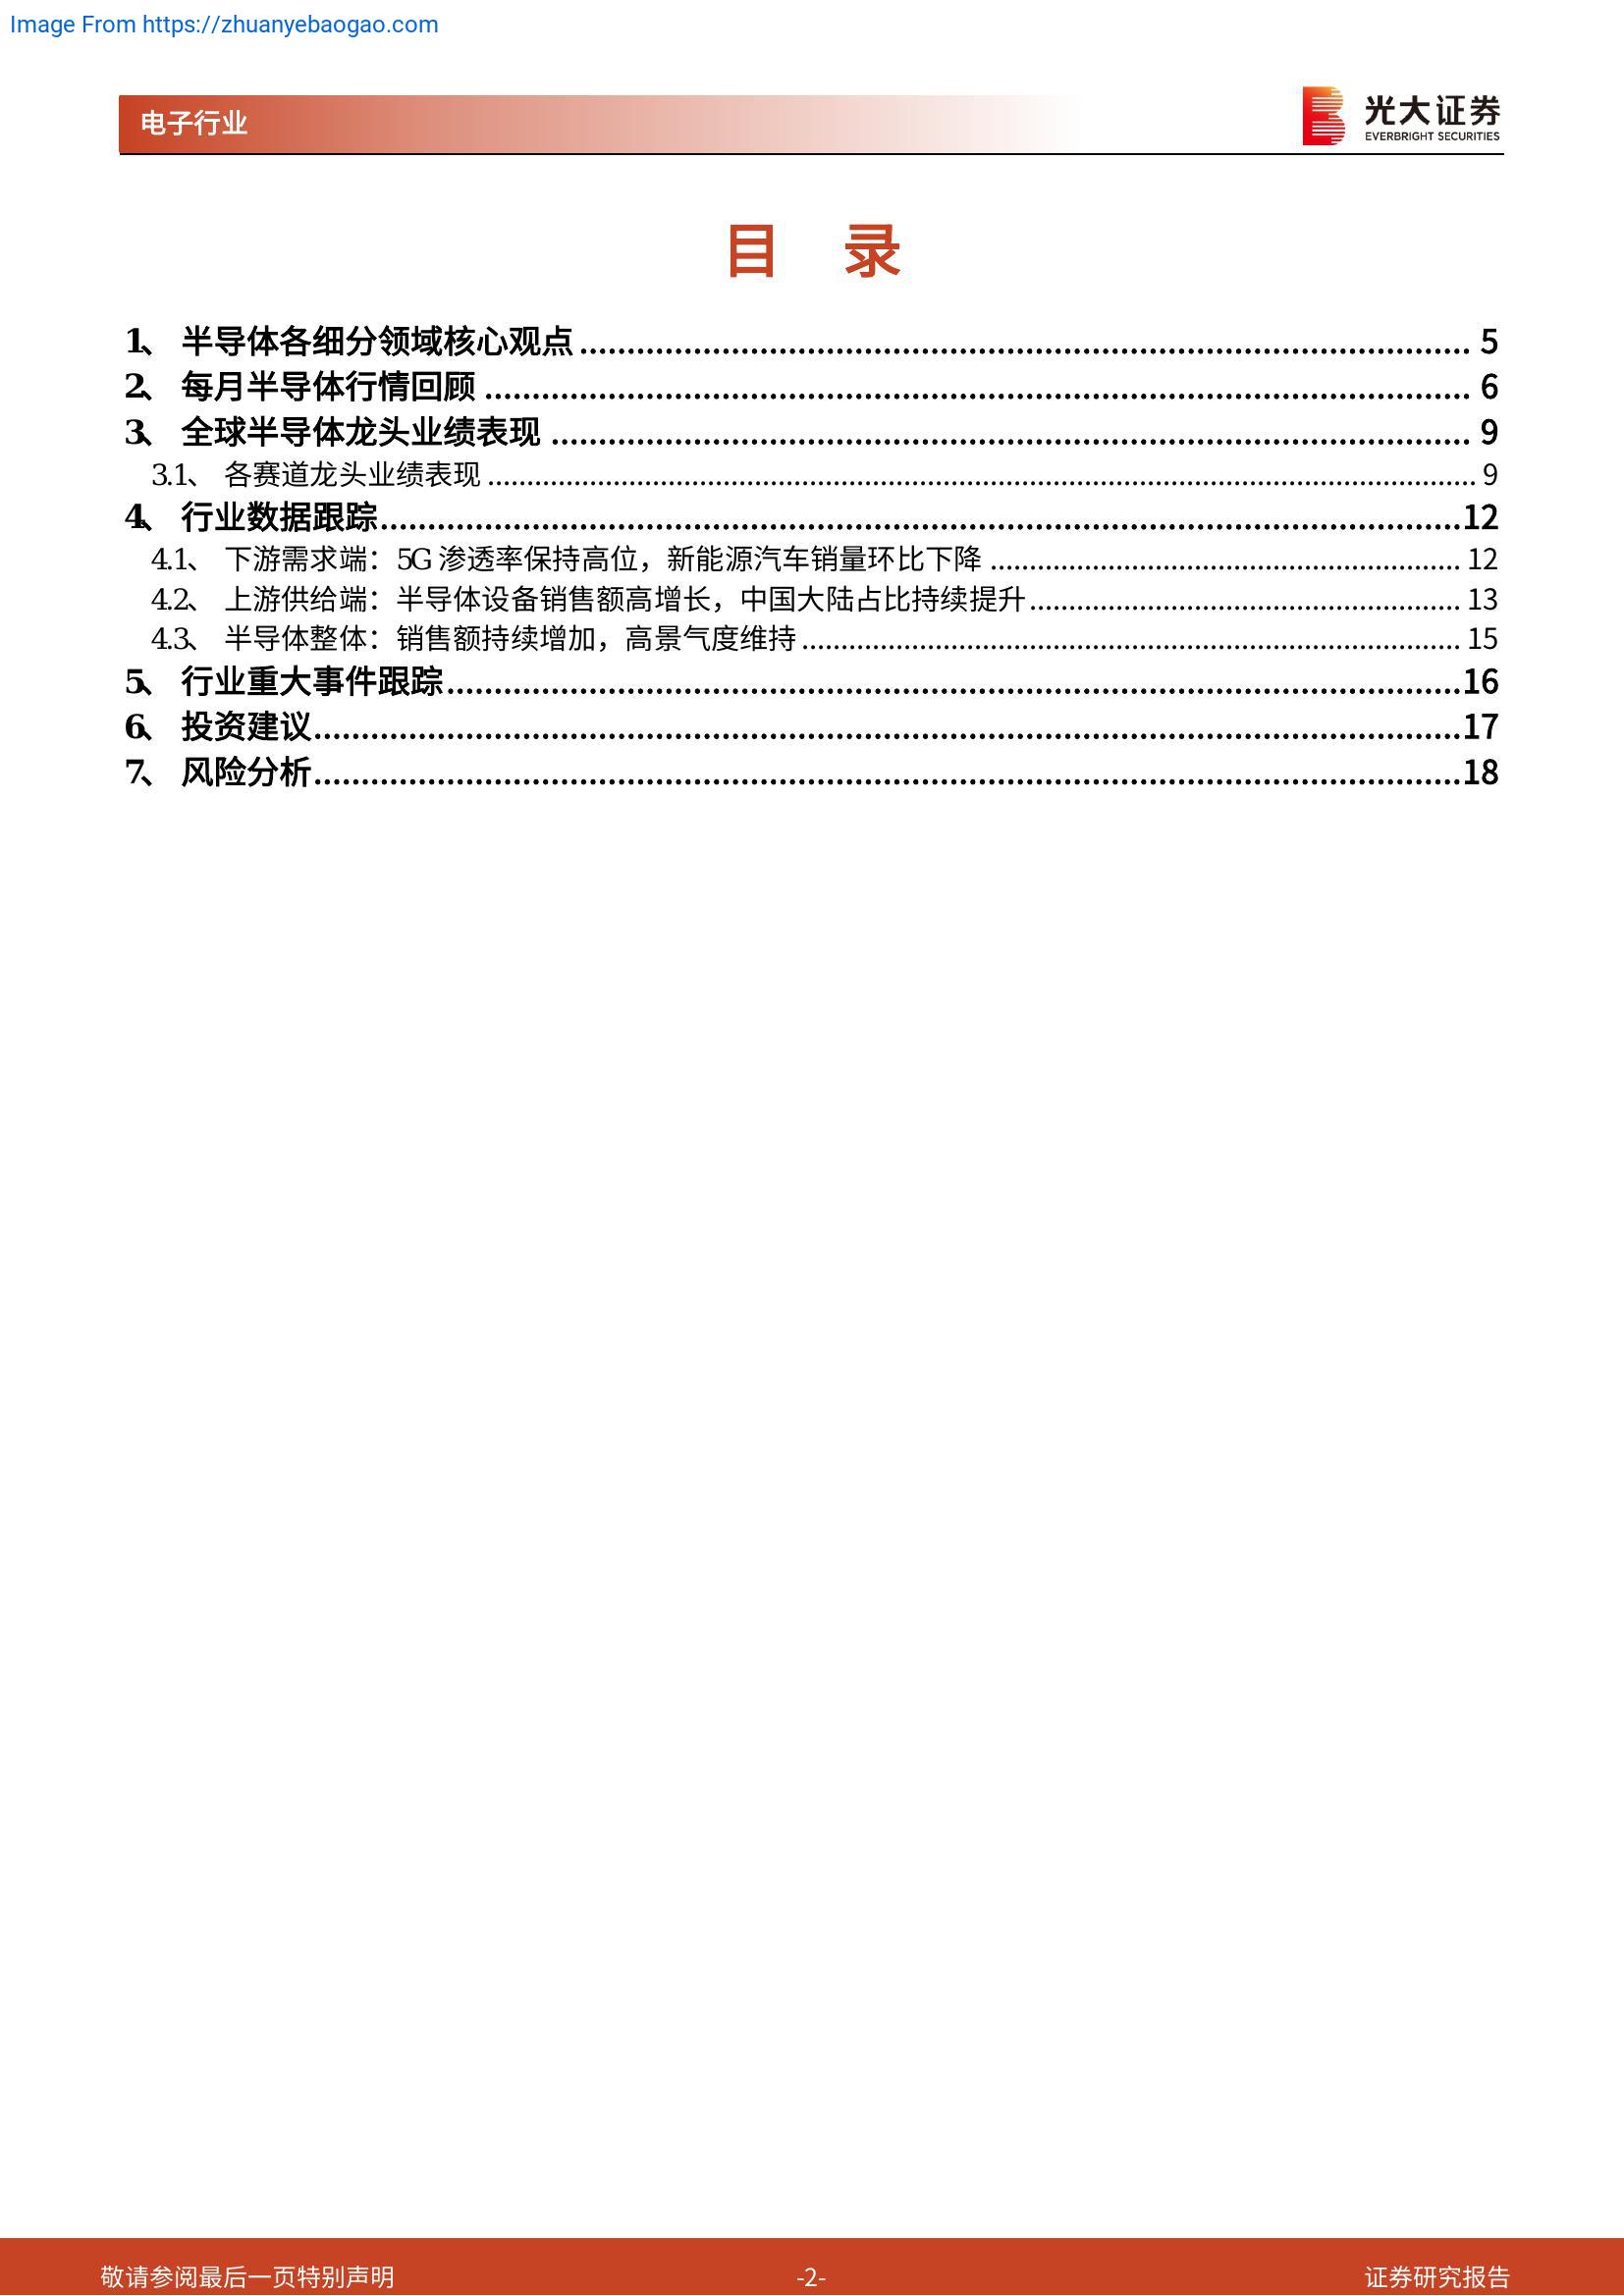 Image From https://zhuanyebaogao.com
电子行业
光大证券
EVERBRIGHT SECURITIES
目 录
1、 半导体各细分领域核心观点 5
2、 每月半导体行情回顾 6
3、 全球半导体龙头业绩表现 9
3.1、 各赛道龙头业绩表现 9
4、 行业数据跟踪 12
4.1、 下游需求端：5G 渗透率保持高位，新能源汽车销量环比下降 12
4.2、 上游供给端：半导体设备销售额高增长，中国大陆占比持续提升 13
4.3、 半导体整体：销售额持续增加，高景气度维持 15
5、 行业重大事件跟踪 16
6、 投资建议 17
7、 风险分析 18
敬请参阅最后一页特别声明 -2- 证券研究报告